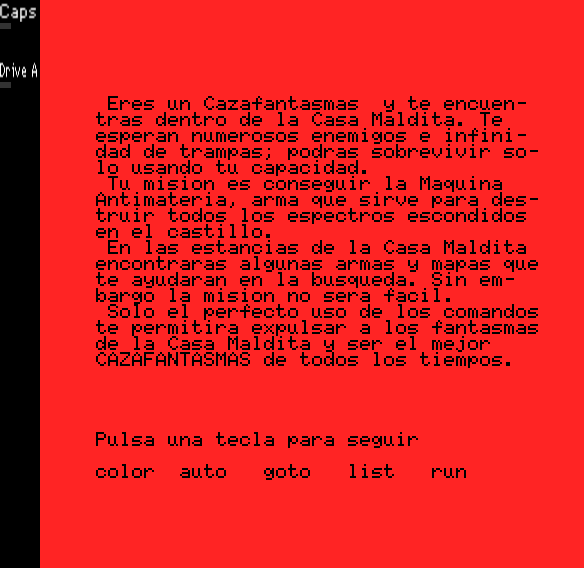 Caps
Drive A
Eres un Cazafantasmas  y te encuen-
tras dentro de la Casa Maldita. Te
esperan numerosos enemigos e infini-
dad de trampas; podras sobrevivir so-
lo usando tu capacidad.
Tu mision es conseguir la Maquina
Antimateria, arma que sirve para des-
truir todos los espectros escondidos
en el castillo.
En las estancias de la Casa Maldita
encontraras algunas armas y mapas que
te ayudaran en la busqueda. Sin em-
bargo la mision no sera facil.
Solo el perfecto uso de los comandos
te permitira expulsar a los fantasmas
de la Casa Maldita y ser el mejor
CAZAFANTASMAS de todos los tiempos.
Pulsa una tecla para seguir
color  auto   goto   list   run